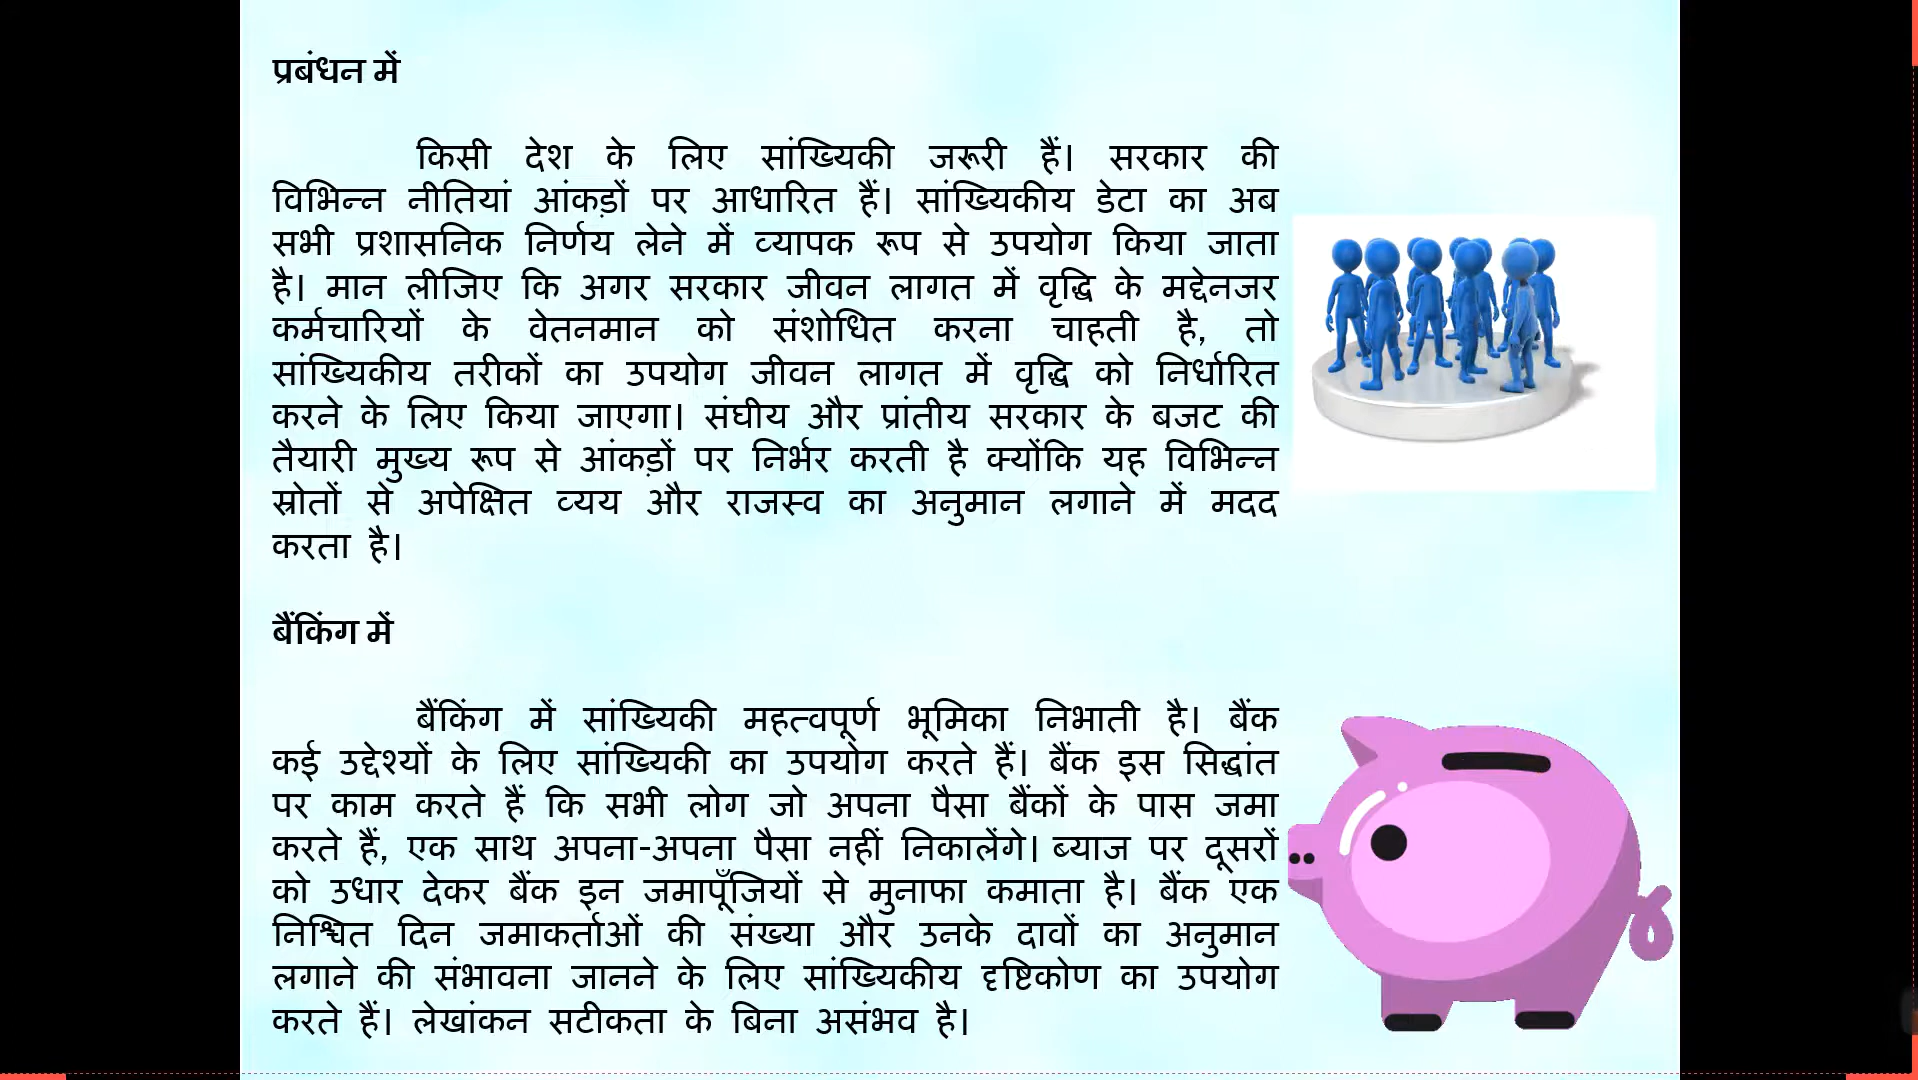 प्रबंधन में
किसी देश के लिए सांख्यिकी जरूरी हैं। सरकार की
विभिन्न नीतियां आंकड़ों पर आधारित हैं। सांख्यिकीय डेटा का अब
सभी प्रशासनिक निर्णय लेने में व्यापक रूप से उपयोग किया जाता
है। मान लीजिए कि अगर सरकार जीवन लागत में वृद्धि के मद्देनजर
कर्मचारियों के वेतनमान को संशोधित करना चाहती है, तो
सांख्यिकीय तरीकों का उपयोग जीवन लागत में वृद्धि को निर्धारित
करने के लिए किया जाएगा। संघीय और प्रांतीय सरकार के बजट की
तैयारी मुख्य रूप से आंकड़ों पर निर्भर करती है क्योंकि यह विभिन्न
स्रोतों से अपेक्षित व्यय और राजस्व का अनुमान लगाने में मदद
करता है।
बैंकिंग में
बैंकिंग में सांख्यिकी महत्वपूर्ण भूमिका निभाती है। बैंक
कई उद्देश्यों के लिए सांख्यिकी का उपयोग करते हैं। बैंक इस सिद्धांत
पर काम करते हैं कि सभी लोग जो अपना पैसा बैंकों के पास जमा
करते हैं, एक साथ अपना-अपना पैसा नहीं निकालेंगे। ब्याज पर दूसरों
को उधार देकर बैंक इन जमापूँजियों से मुनाफा कमाता है। बैंक एक
निश्चित दिन जमाकर्ताओं की संख्या और उनके दावों का अनुमान
लगाने की संभावना जानने के लिए सांख्यिकीय दृष्टिकोण का उपयोग
करते हैं। लेखांकन सटीकता के बिना असंभव है।